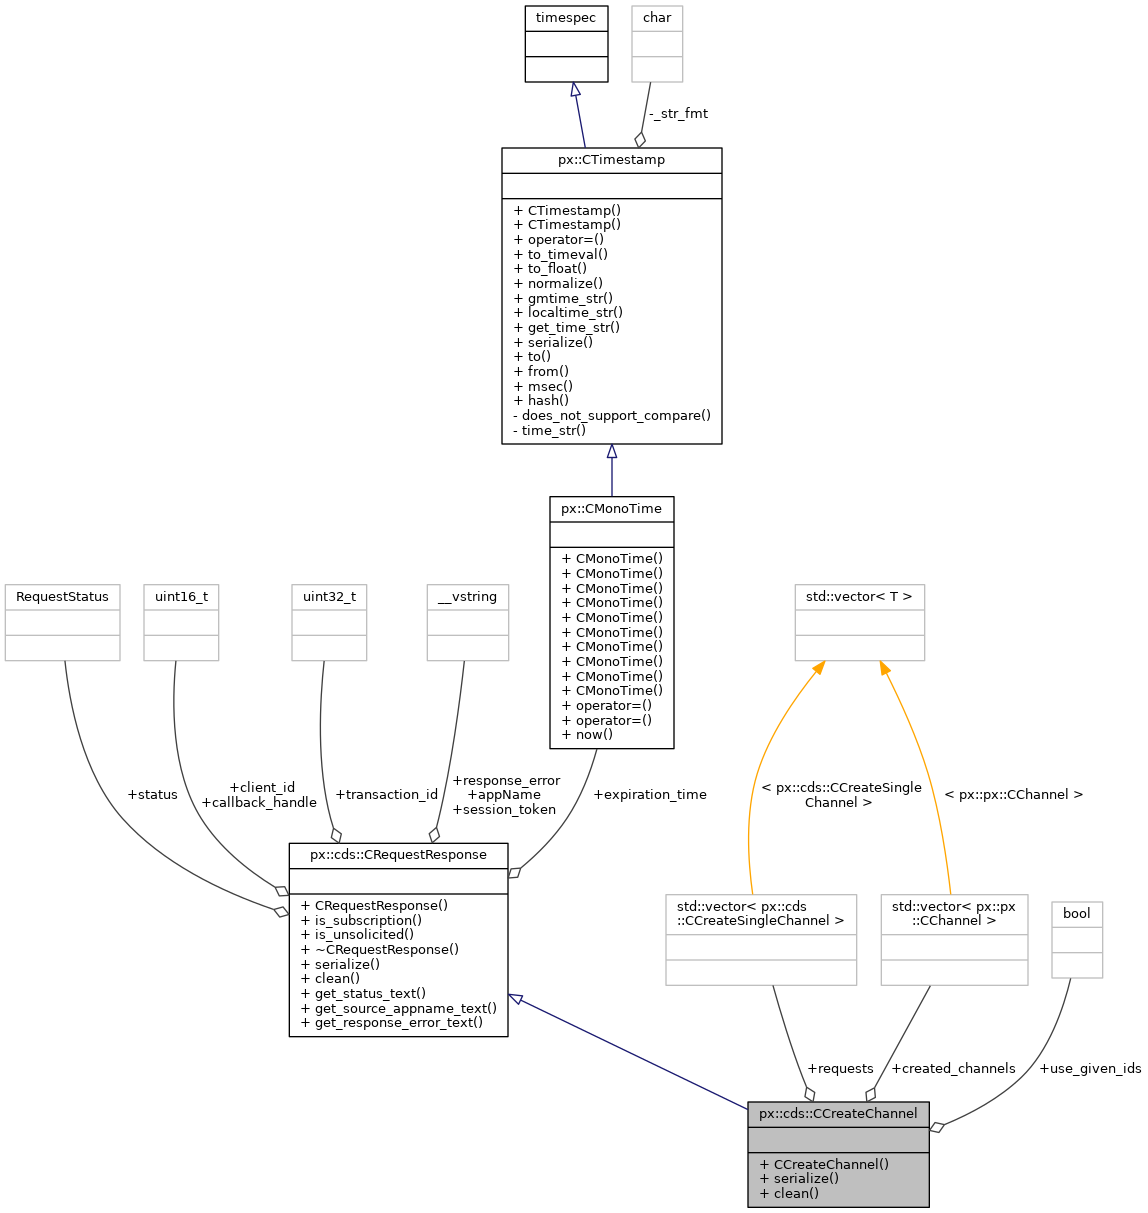 timespec
char
-_str_fmt
px::CTimestamp
+ CTimestamp()
+ CTimestamp()
+ operator=()
+ to_timeval()
+ to_float()
+ normalize()
+ gmtime_str()
+ localtime_str()
+ get_time_str()
+ serialize()
+ to()
+ from()
+ msec()
+ hash()
- does_not_support_compare()
- time_str()
px::CMonoTime
+ CMonoTime()
+ CMonoTime()
+ CMonoTime()
+ CMonoTime()
+ CMonoTime()
+ CMonoTime()
+ CMonoTime()
+ CMonoTime()
+ CMonoTime()
+ CMonoTime()
+ operator=()
+ operator=()
+ now()
RequestStatus
uint16_t
uint32_t
__vstring
std::vector< T >
+status
+client_id
+callback_handle
+transaction_id
+response_error
+appName
+session_token
+expiration_time
< px::cds::CCreateSingle
Channel >
< px::px::CChannel >
px::cds::CRequestResponse
+ CRequestResponse()
+ is_subscription()
+ is_unsolicited()
+ ~CRequestResponse()
+ serialize()
+ clean()
+ get_status_text()
+ get_source_appname_text()
+ get_response_error_text()
std::vector< px::cds
::CCreateSingleChannel >
std::vector< px::px
::CChannel >
bool
+requests
+created_channels
+use_given_ids
px::cds::CCreateChannel
+ CCreateChannel()
+ serialize()
+ clean()